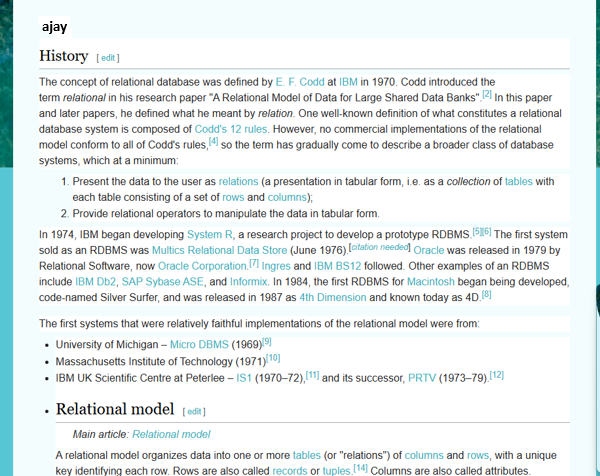 ajay
History [ edit ]
The concept of relational database was defined by E. F. Codd at IBM in 1970. Codd introduced the
term relational in his research paper "A Relational Model of Data for Large Shared Data Banks".[2] In this paper
and later papers, he defined what he meant by relation. One well-known definition of what constitutes a relational
database system is composed of Codd's 12 rules. However, no commercial implementations of the relational
model conform to all of Codd's rules,[4] so the term has gradually come to describe a broader class of database
systems, which at a minimum:
1. Present the data to the user as relations (a presentation in tabular form, i.e. as a collection of tables with
each table consisting of a set of rows and columns);
2. Provide relational operators to manipulate the data in tabular form.
In 1974, IBM began developing System R, a research project to develop a prototype RDBMS.[5][6] The first system
sold as an RDBMS was Multics Relational Data Store (June 1976).[citation needed] Oracle was released in 1979 by
Relational Software, now Oracle Corporation.[7] Ingres and IBM BS12 followed. Other examples of an RDBMS
include IBM Db2, SAP Sybase ASE, and Informix. In 1984, the first RDBMS for Macintosh began being developed,
code-named Silver Surfer, and was released in 1987 as 4th Dimension and known today as 4D.[8]
The first systems that were relatively faithful implementations of the relational model were from:
• University of Michigan – Micro DBMS (1969)[9]
• Massachusetts Institute of Technology (1971)[10]
• IBM UK Scientific Centre at Peterlee – IS1 (1970–72),[11] and its successor, PRTV (1973–79).[12]
• Relational model [ edit ]
Main article: Relational model
A relational model organizes data into one or more tables (or "relations") of columns and rows, with a unique
key identifying each row. Rows are also called records or tuples.[14] Columns are also called attributes.